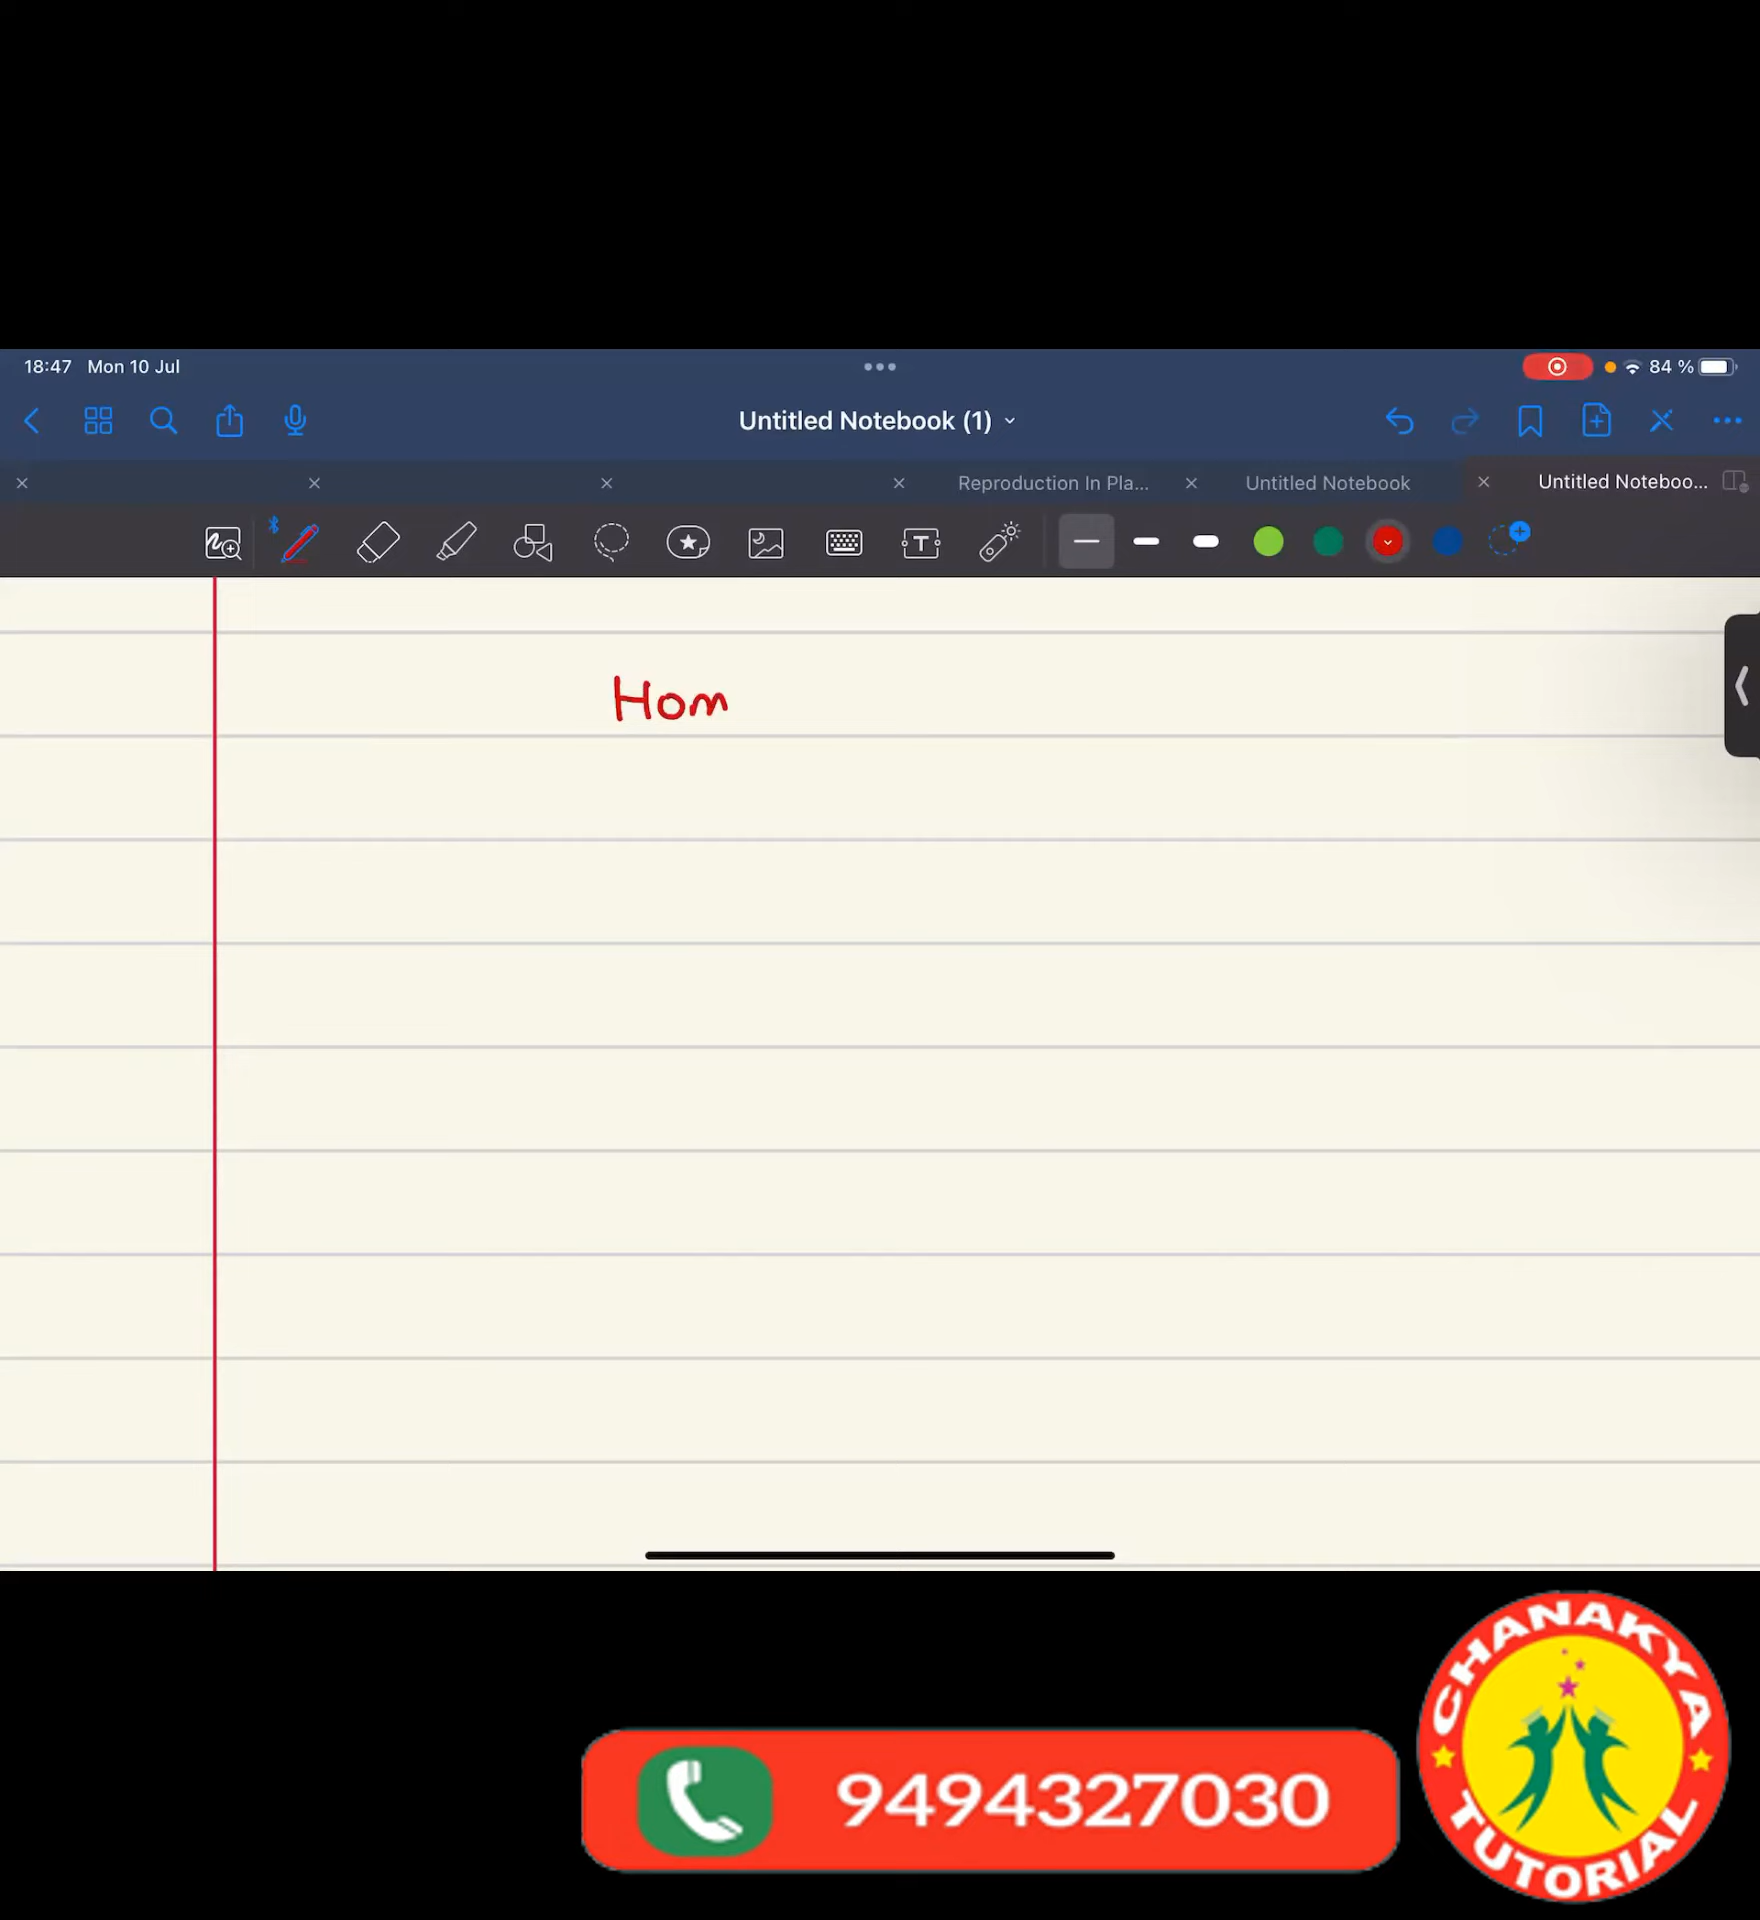 18:47 Mon 10 Jul
84 %
Untitled Notebook (1)
Reproduction In Pla...
Untitled Notebook
Untitled Noteboo...
T
Hom
9494327030
CHANAKYA
TUTORIAL